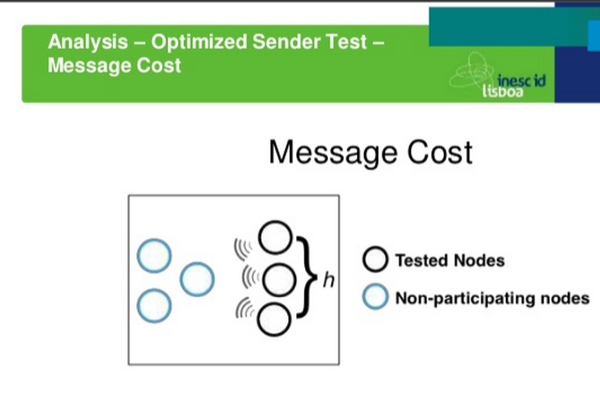 Analysis – Optimized Sender Test –
Message Cost
inesc id
lisboa
Message Cost
h
Tested Nodes
Non-participating nodes